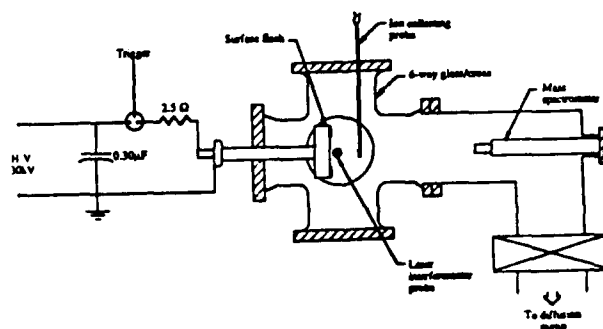 Ion collecting
probe
Surface flash
Trigger
6-way glass/cross
Mass
spectrometer
2.5 Ω
H V
30kV
0.30μF
Laser
interferometer
probe
To diffusion
pump